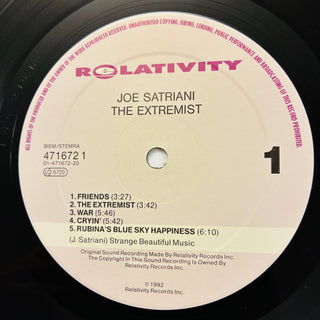 ALL RIGHTS OF THE PRODUCER AND OF THE OWNER OF THE WORK REPRODUCED RESERVED. UNAUTHORISED COPYING, HIRING, LENDING, PUBLIC PERFORMANCE AND BROADCASTING OF THIS RECORD PROHIBITED.
RELATIVITY
JOE SATRIANI
THE EXTREMIST
BIEM/STEMRA
471672 1
01-471672-20
LC 6720
1
1. FRIENDS (3:27)
2. THE EXTREMIST (3:42)
3. WAR (5:46)
4. CRYIN' (5:42)
5. RUBINA'S BLUE SKY HAPPINESS (6:10)
(J. Satriani) Strange Beautiful Music
Original Sound Recording Made By Relativity Records Inc.
The Copyright In This Sound Recording Is Owned By
Relativity Records Inc.
℗ 1992
Relativity Records Inc.